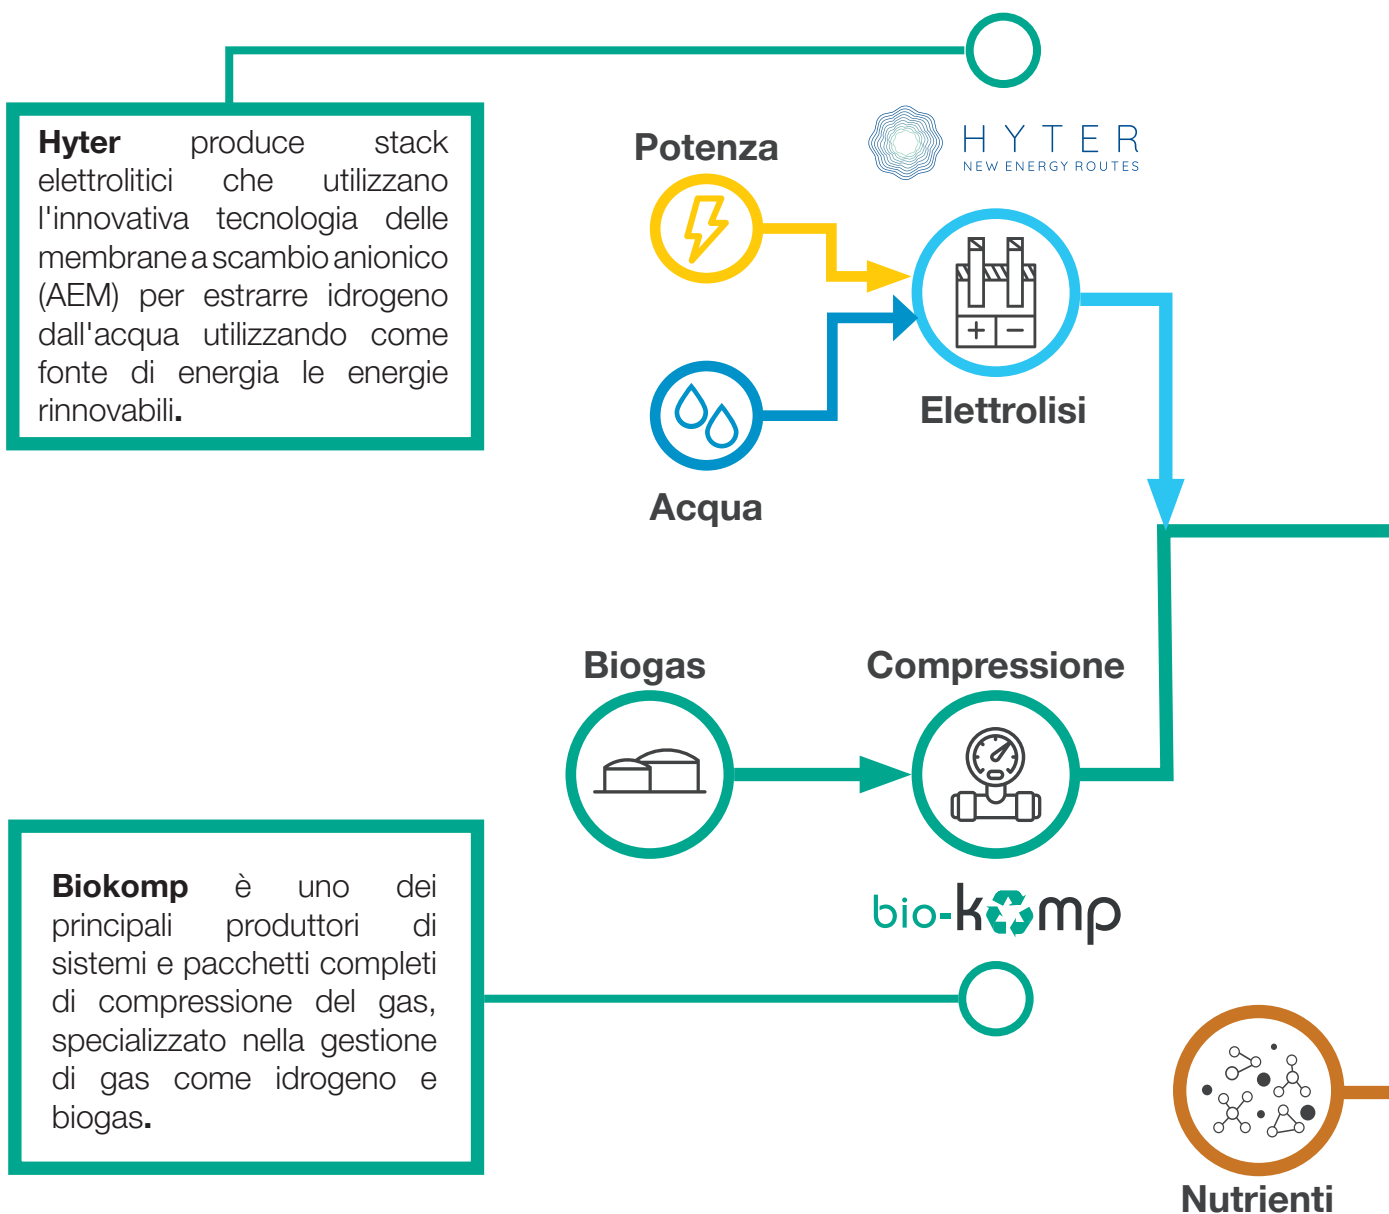 Hyter produce stack
elettrolitici che utilizzano
l'innovativa tecnologia delle
membrane a scambio anionico
(AEM) per estrarre idrogeno
dall'acqua utilizzando come
fonte di energia le energie
rinnovabili.
Potenza
HYTER
NEW ENERGY ROUTES
Elettrolisi
Acqua
Biogas
Compressione
bio-komp
Biokomp è uno dei
principali produttori di
sistemi e pacchetti completi
di compressione del gas,
specializzato nella gestione
di gas come idrogeno e
biogas.
Nutrienti